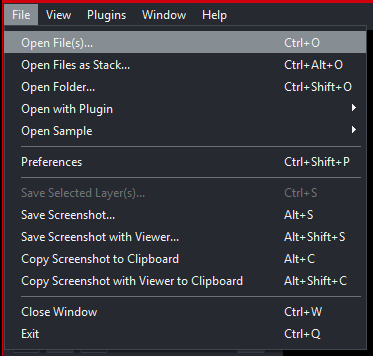 File View Plugins Window Help
Open File(s)... Ctrl+O
Open Files as Stack... Ctrl+Alt+O
Open Folder... Ctrl+Shift+O
Open with Plugin
Open Sample
Preferences Ctrl+Shift+P
Save Selected Layer(s)... Ctrl+S
Save Screenshot... Alt+S
Save Screenshot with Viewer... Alt+Shift+S
Copy Screenshot to Clipboard Alt+C
Copy Screenshot with Viewer to Clipboard Alt+Shift+C
Close Window Ctrl+W
Exit Ctrl+Q